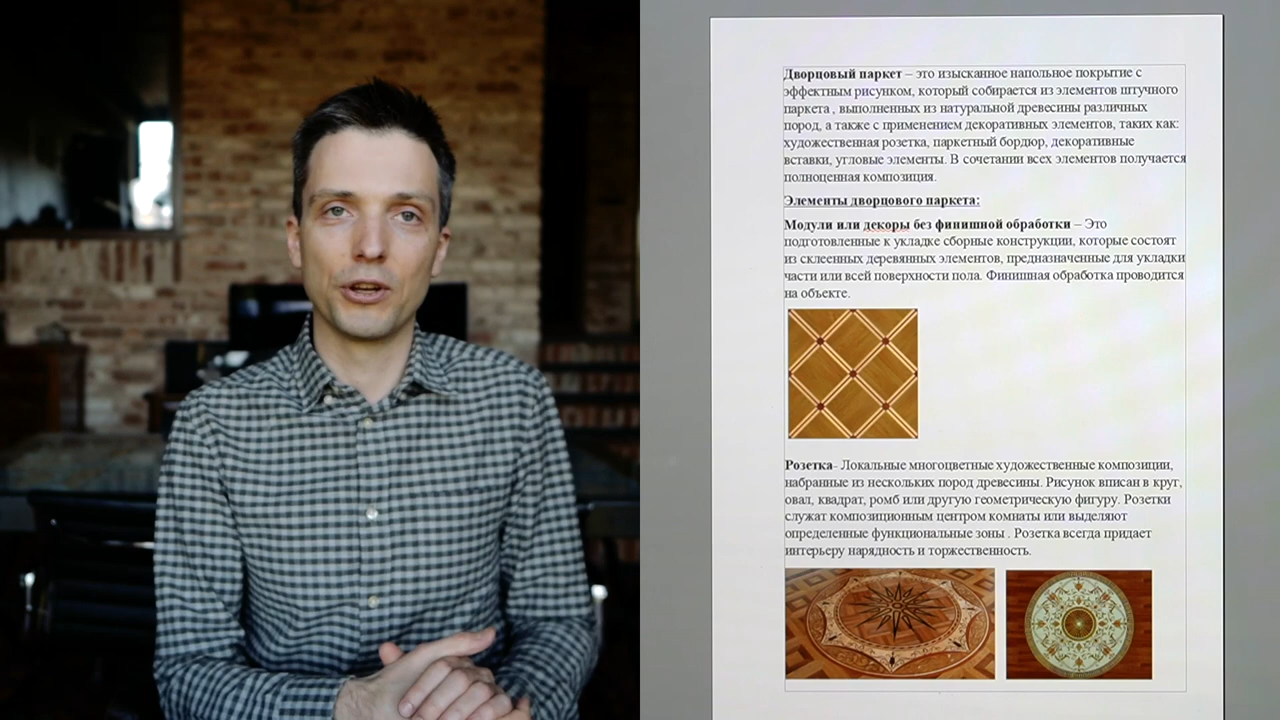 Дворцовый паркет – это изысканное напольное покрытие с
эффектным рисунком, который собирается из элементов штучного
паркета , выполненных из натуральной древесины различных
пород, а также с применением декоративных элементов, таких как:
художественная розетка, паркетный бордюр, декоративные
вставки, угловые элементы. В сочетании всех элементов получается
полноценная композиция.
Элементы дворцового паркета:
Модули или декоры без финишной обработки – Это
подготовленные к укладке сборные конструкции, которые состоят
из склеенных деревянных элементов, предназначенные для укладки
части или всей поверхности пола. Финишная обработка проводится
на объекте.
Розетка- Локальные многоцветные художественные композиции,
набранные из нескольких пород древесины. Рисунок вписан в круг,
овал, квадрат, ромб или другую геометрическую фигуру. Розетки
служат композиционным центром комнаты или выделяют
определенные функциональные зоны . Розетка всегда придает
интерьеру нарядность и торжественность.